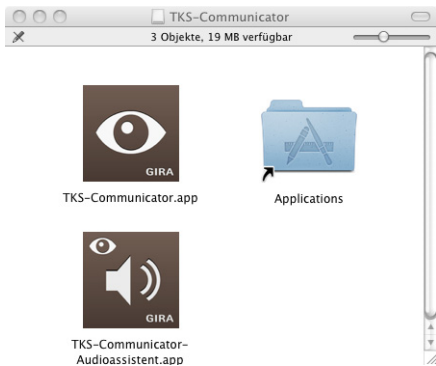 TKS-Communicator
3 Objekte, 19 MB verfügbar
GIRA
TKS-Communicator.app
Applications
GIRA
TKS-Communicator-
Audioassistent.app